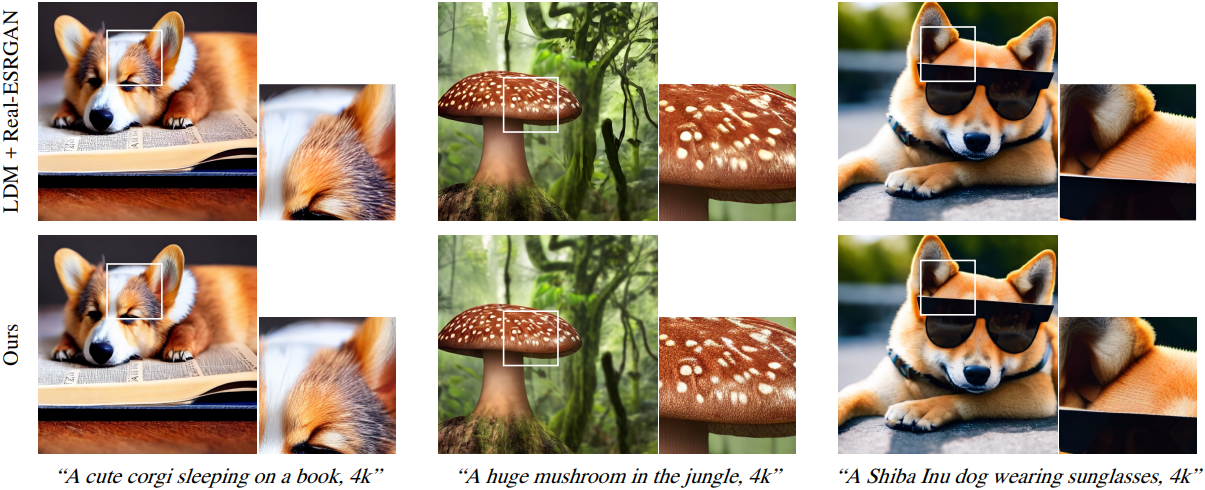 LDM + Real-ESRGAN
Ours
“A cute corgi sleeping on a book, 4k”
“A huge mushroom in the jungle, 4k”
“A Shiba Inu dog wearing sunglasses, 4k”